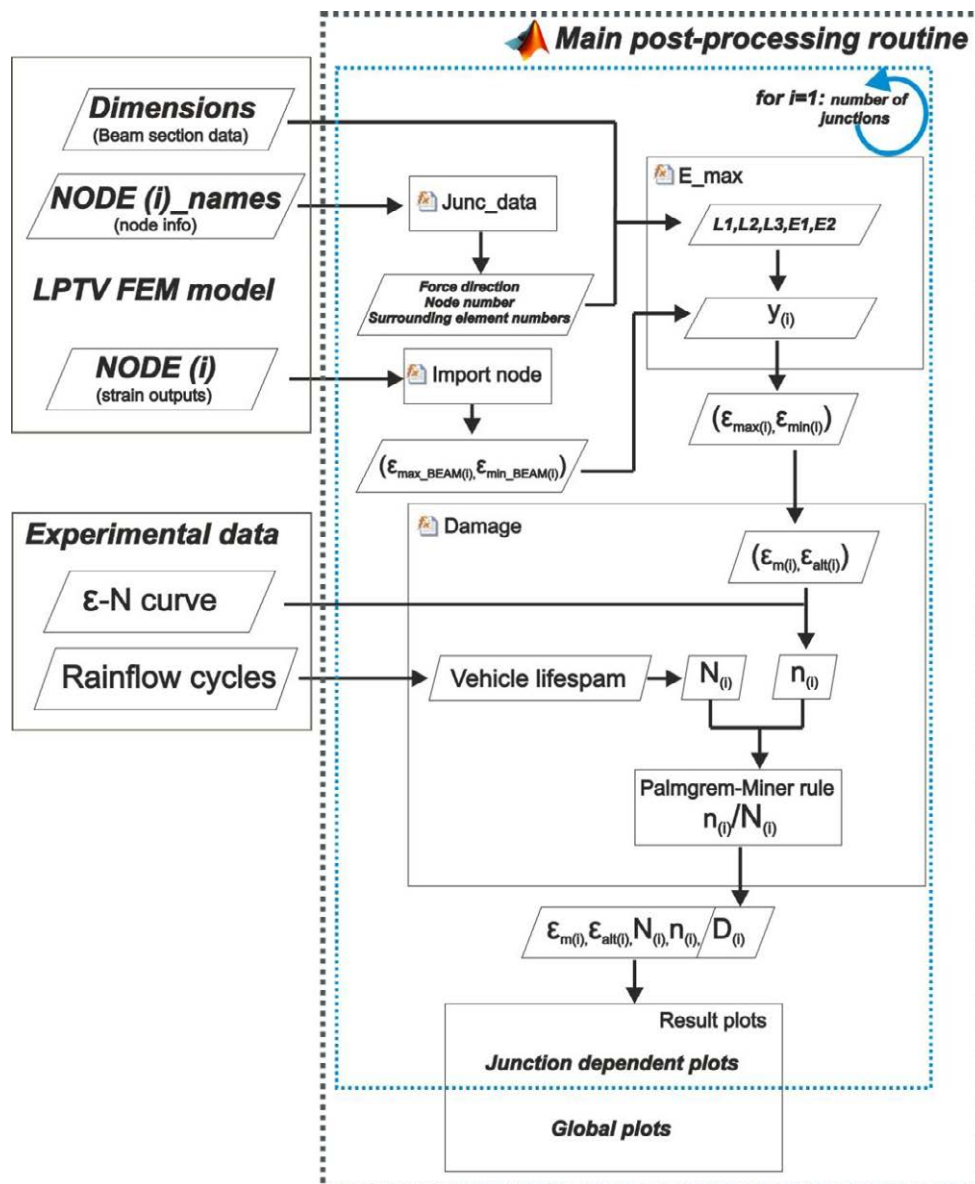 Main post-processing routine
for i=1: number of
junctions
Dimensions
(Beam section data)
NODE (i)_names
(node info)
LPTV FEM model
NODE (i)
(strain outputs)
Junc_data
Force direction
Node number
Surrounding element numbers
Import node
(εmax_BEAM(i),εmin_BEAM(i))
E_max
L1,L2,L3,E1,E2
y(i)
(εmax(i),εmin(i))
Experimental data
ε-N curve
Rainflow cycles
Damage
(εm(i),εalt(i))
Vehicle lifespam
N(i)
n(i)
Palmgrem-Miner rule
n(i)/N(i)
εm(i),εalt(i),N(i),n(i), D(i)
Result plots
Junction dependent plots
Global plots